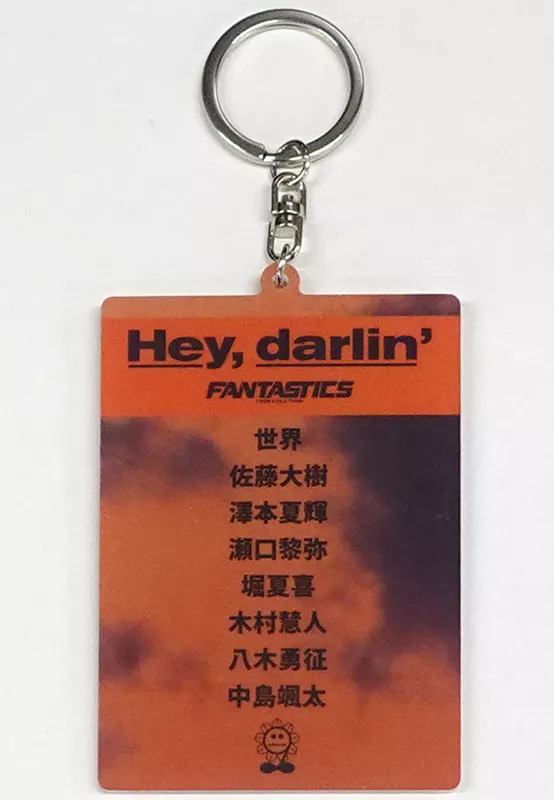 Hey, darlin’
FANTASTICS
世界
佐藤大樹
澤本夏輝
瀬口黎弥
堀夏喜
木村慧人
八木勇征
中島颯太